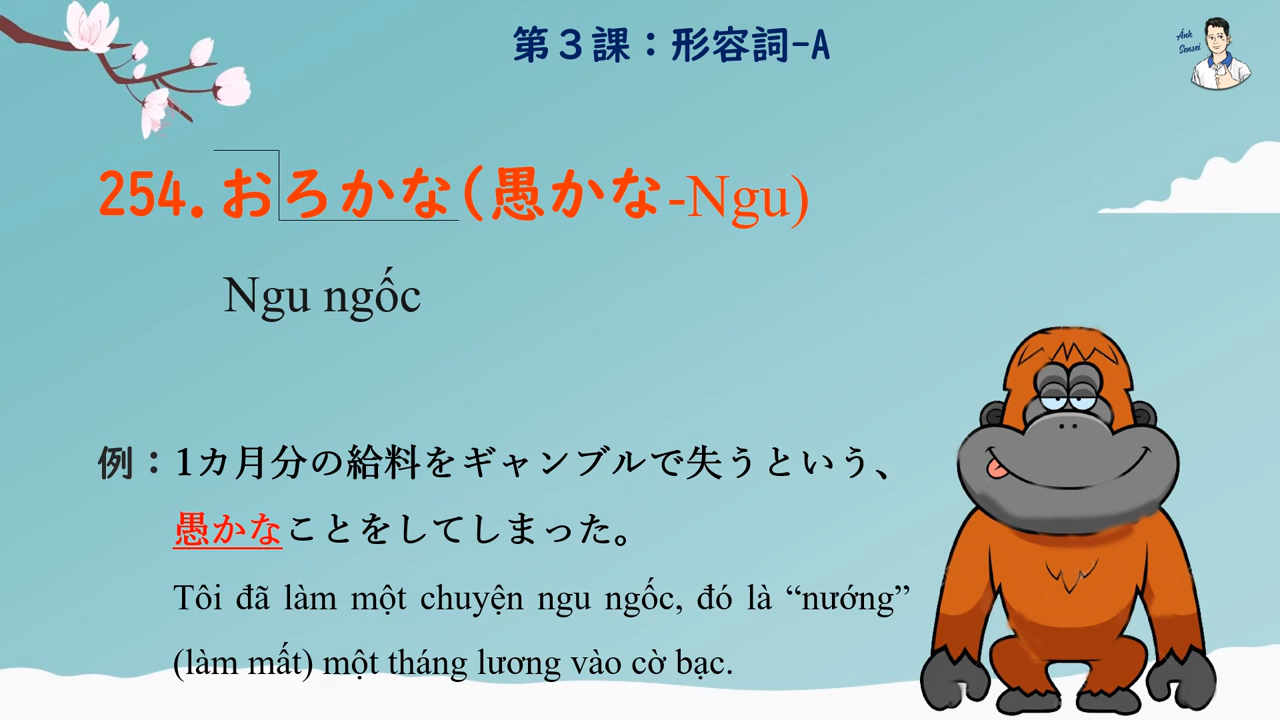 第３課：形容詞-A
Ánh
Sensei
254.おろかな(愚かな-Ngu)
Ngu ngốc
例：1カ月分の給料をギャンブルで失うという、
愚かなことをしてしまった。
Tôi đã làm một chuyện ngu ngốc, đó là “nướng”
(làm mất) một tháng lương vào cờ bạc.